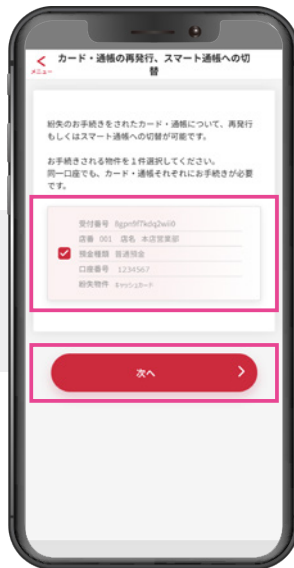 カード・通帳の再発行、スマート通帳への切
替
メニュー
紛失のお手続きをされたカード・通帳について、再発行
もしくはスマート通帳への切替が可能です。
お手続きされる物件を1件選択してください。
同一口座でも、カード・通帳それぞれにお手続きが必要
です。
受付番号
店番 001 店名 本店営業部
預金種類 普通預金
口座番号 1234567
紛失物件 キャッシュカード
次へ